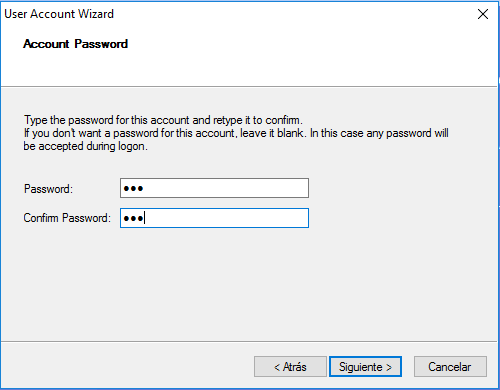 User Account Wizard
Account Password
Type the password for this account and retype it to confirm.
If you don't want a password for this account, leave it blank. In this case any password will
be accepted during logon.
Password: ●●●
Confirm Password: ●●●
< Atrás Siguiente > Cancelar